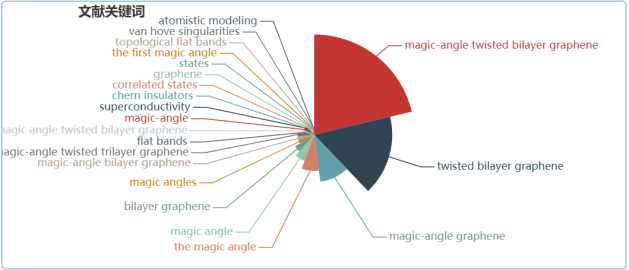 文献关键词
atomistic modeling
van hove singularities
topological flat bands
the first magic angle
states
graphene
correlated states
chern insulators
superconductivity
magic-angle
magic angle twisted bilayer graphene
flat bands
magic-angle twisted trilayer graphene
magic-angle bilayer graphene
magic angles
bilayer graphene
magic angle
the magic angle
magic-angle twisted bilayer graphene
twisted bilayer graphene
magic-angle graphene